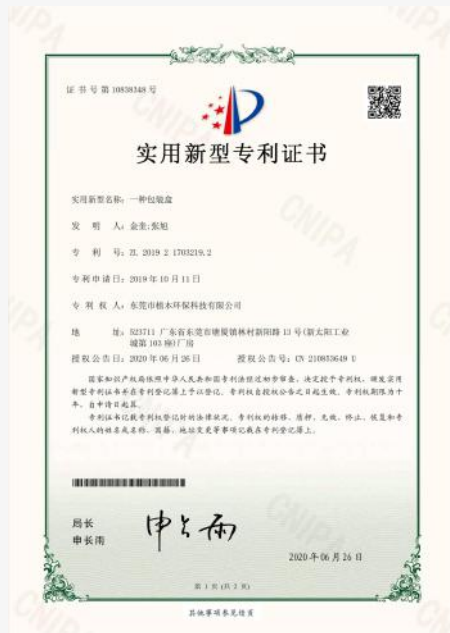 证书号第10838348号
实用新型专利证书
实用新型名称：一种包装盒
发明人：金奎;张旭
专利号：ZL 2019 2 1703219.2
专利申请日：2019年10月11日
专利权人：东莞市植木环保科技有限公司
地址：523711 广东省东莞市塘厦镇林村新阳路13号(新太阳工业
城第103座)厂房
授权公告日：2020年06月26日 授权公告号：CN 210853649 U
国家知识产权局依照中华人民共和国专利法经过初步审查，决定授予专利权，颁发实用
新型专利证书并在专利登记簿上予以登记。专利权自授权公告之日起生效。专利权期限为十
年，自申请日起算。
专利证书记载专利权登记时的法律状况。专利权的转移、质押、无效、终止、恢复和专
利权人的姓名或名称、国籍、地址变更等事项记载在专利登记簿上。
局长
申长雨
申长雨
2020年06月26日
第1页(共2页)
其他事项参见续页
CNIPA
CNIPA
CNIPA
CNIPA